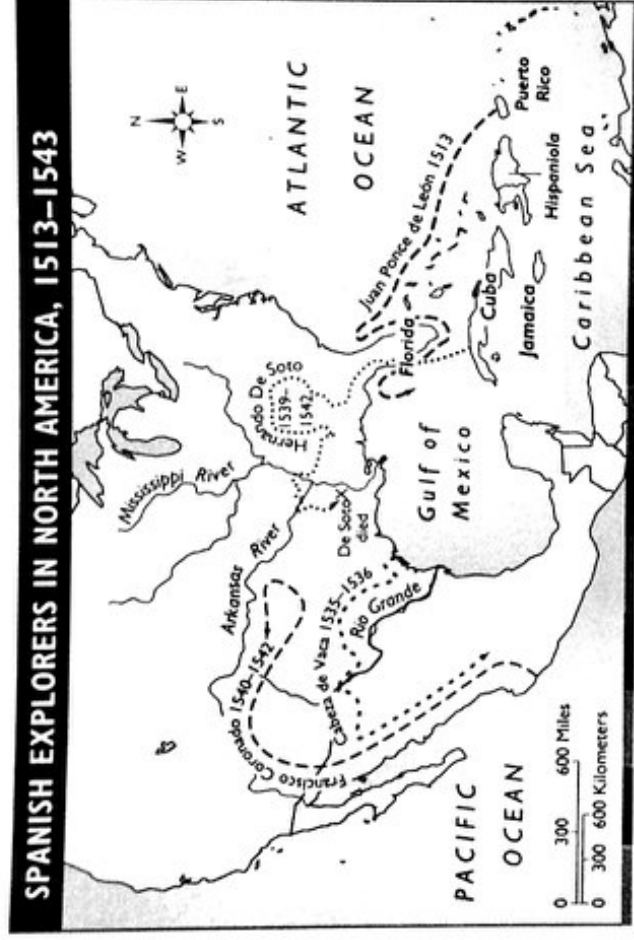 SPANISH EXPLORERS IN NORTH AMERICA, 1513–1543
N
W
E
S
ATLANTIC
OCEAN
Mississippi River
Arkansas River
Hernando De Soto
1539–
1542
Juan Ponce de León 1513
Francisco Coronado 1540–1542
Cabeza de Vaca 1535–1536
Rio Grande
De Soto
died
Florida
Gulf of
Mexico
Cuba
Jamaica
Hispaniola
Puerto
Rico
Caribbean Sea
PACIFIC
OCEAN
0 300 600 Miles
0 300 600 Kilometers